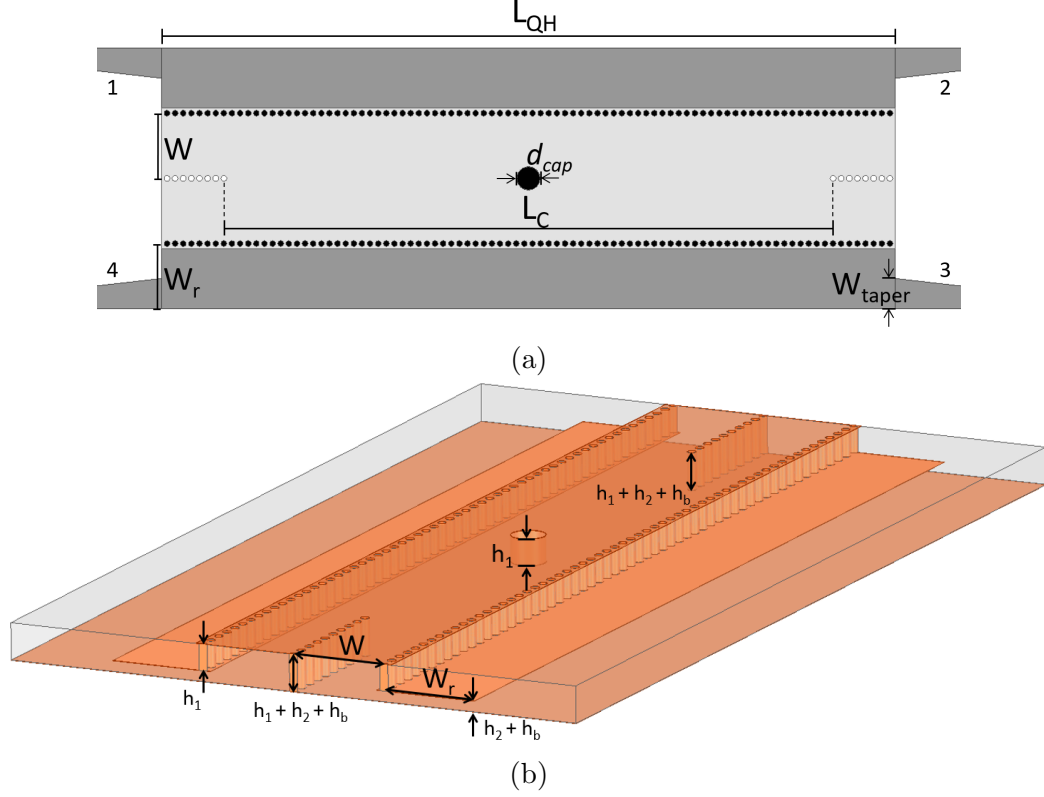 L_QH
1
2
W
d_cap
L_C
4
W_r
3
W_taper
(a)
h_1 + h_2 + h_b
h_1
W
W_r
h_1
h_1 + h_2 + h_b
h_2 + h_b
(b)